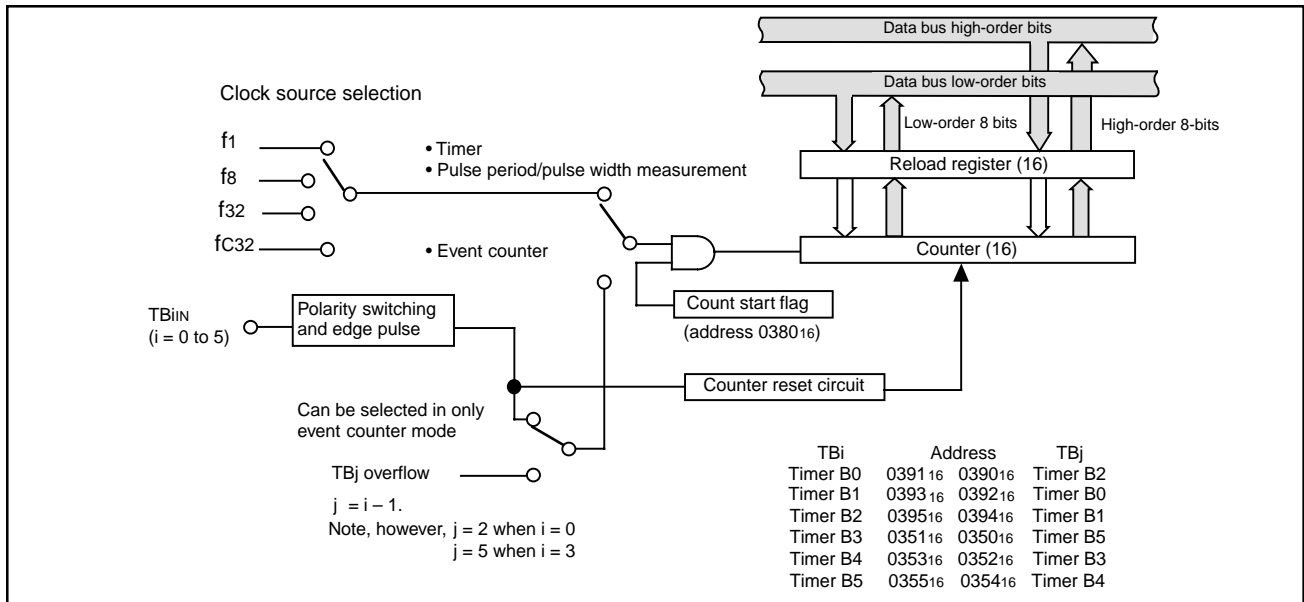 Data bus high-order bits
Data bus low-order bits
Clock source selection
Low-order 8 bits
High-order 8-bits
f1
• Timer
• Pulse period/pulse width measurement
Reload register (16)
f8
f32
fC32
• Event counter
Counter (16)
Count start flag
(address 038016)
TBiIN
(i = 0 to 5)
Polarity switching
and edge pulse
Counter reset circuit
Can be selected in only
event counter mode
TBj overflow
j = i – 1.
Note, however, j = 2 when i = 0
j = 5 when i = 3
TBi Address TBj
Timer B0 039116 039016 Timer B2
Timer B1 039316 039216 Timer B0
Timer B2 039516 039416 Timer B1
Timer B3 035116 035016 Timer B5
Timer B4 035316 035216 Timer B3
Timer B5 035516 035416 Timer B4